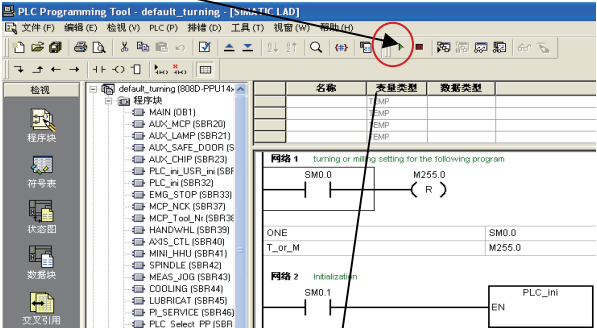 PLC Programming Tool - default_turning - [SIMATIC LAD]
文件(F) 编辑(E) 检视(V) PLC(P) 排错(D) 工具(T) 视窗(W) 帮助(H)
检视
程序块
符号表
状态图
数据块
交叉引用
default_turning (808D-PPU14x
程序块
MAIN (OB1)
AUX_MCP (SBR20)
AUX_LAMP (SBR21)
AUX_SAFE_DOOR (S
AUX_CHIP (SBR23)
PLC_ini_USR_ini (SBF
PLC_ini (SBR32)
EMG_STOP (SBR33)
MCP_NCK (SBR37)
MCP_Tool_Nr (SBR38
HANDWHL (SBR39)
AXIS_CTL (SBR40)
MINI_HHU (SBR41)
SPINDLE (SBR42)
MEAS_JOG (SBR43)
COOLING (SBR44)
LUBRICAT (SBR45)
PI_SERVICE (SBR46)
PLC_Select_PP (SBR
名称 变量类型 数据类型
TEMP
TEMP
TEMP
TEMP
网络 1 turning or milling setting for the following program
SM0.0 M255.0
R
ONE SM0.0
T_or_M M255.0
网络 2 Initialization
SM0.1 PLC_ini
EN